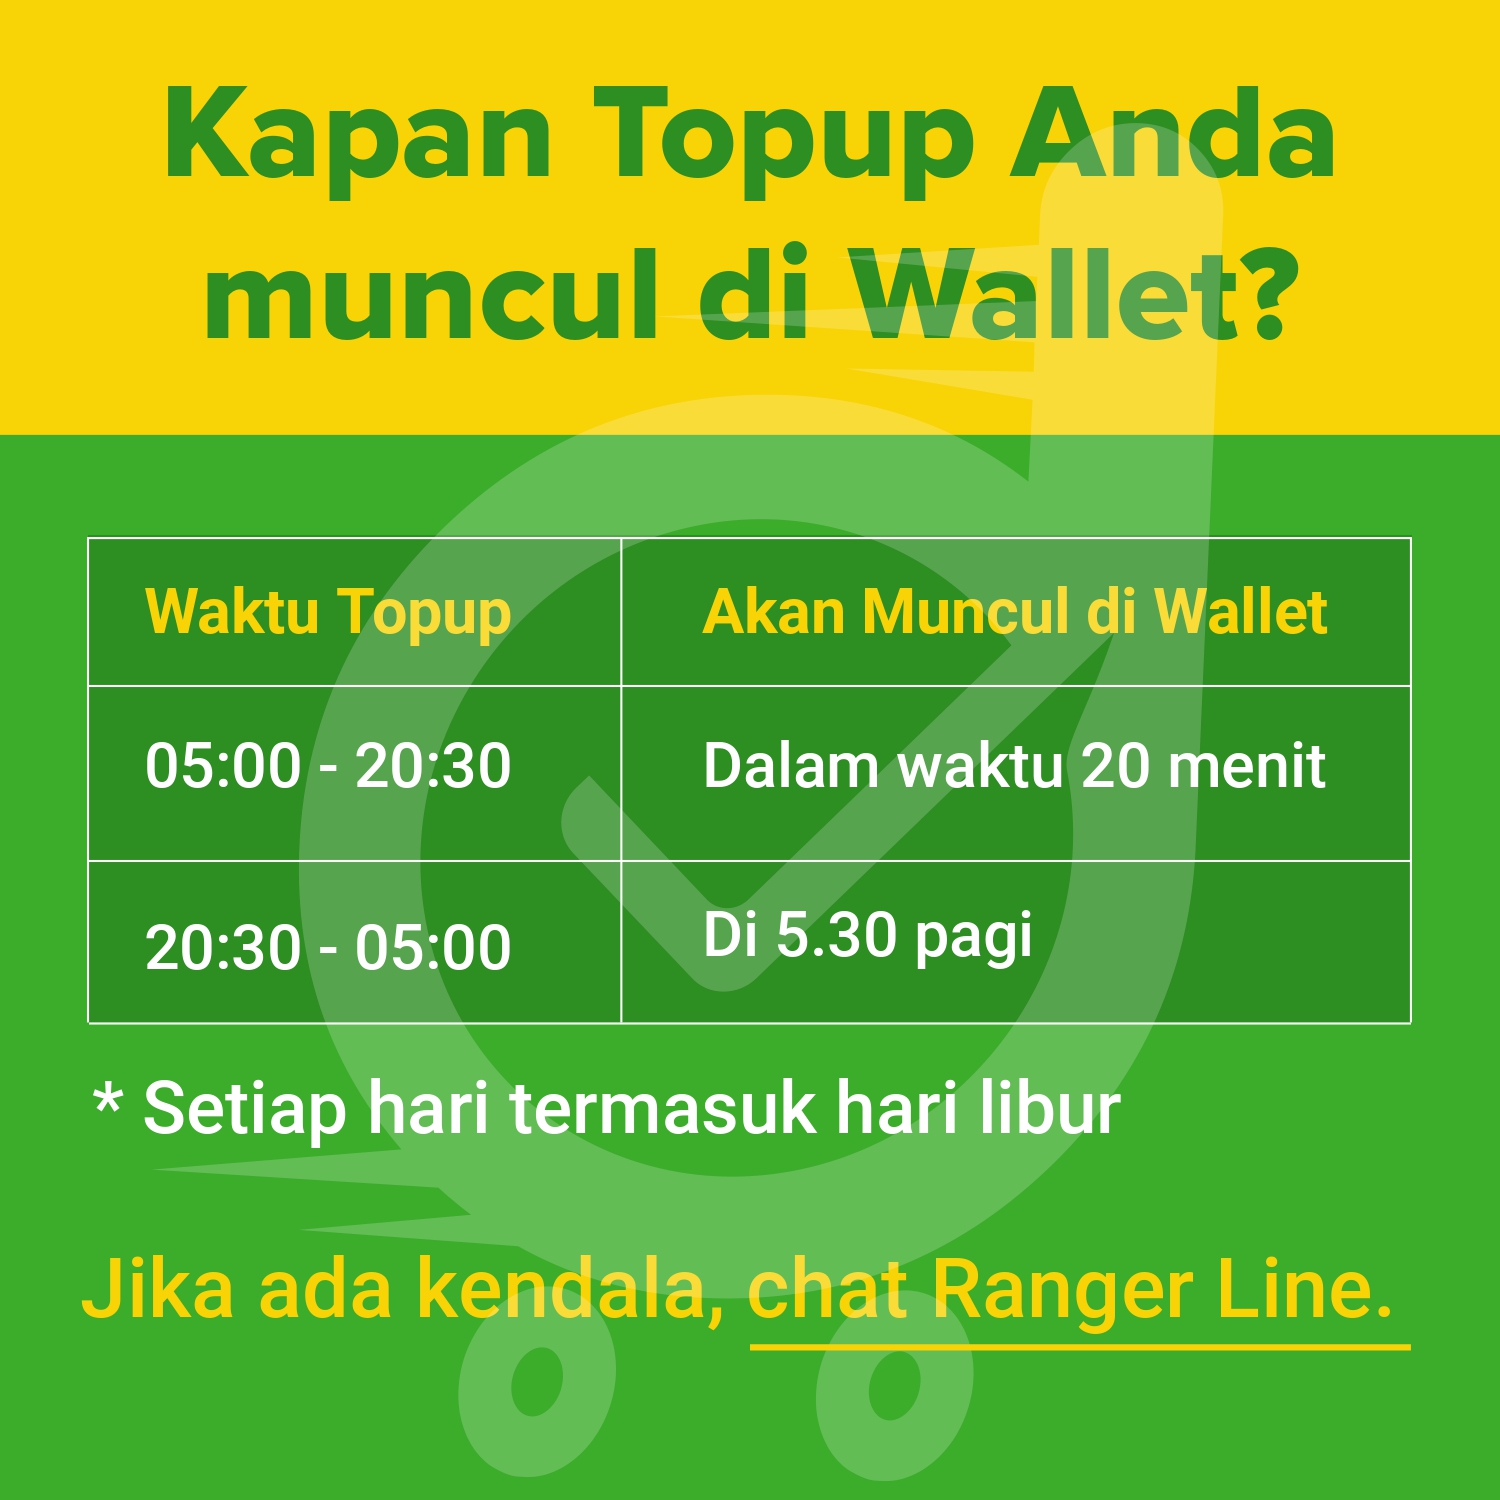 Kapan Topup Anda
muncul di Wallet?
Waktu Topup Akan Muncul di Wallet
05:00 - 20:30 Dalam waktu 20 menit
20:30 - 05:00 Di 5.30 pagi
* Setiap hari termasuk hari libur
Jika ada kendala, chat Ranger Line.